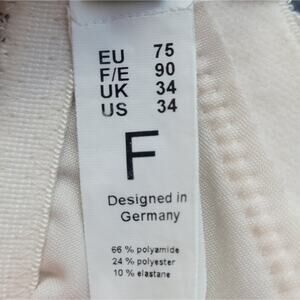 EU 75
F/E 90
UK 34
US 34
F
Designed in
Germany
66 % polyamide
24 % polyester
10 % elastane